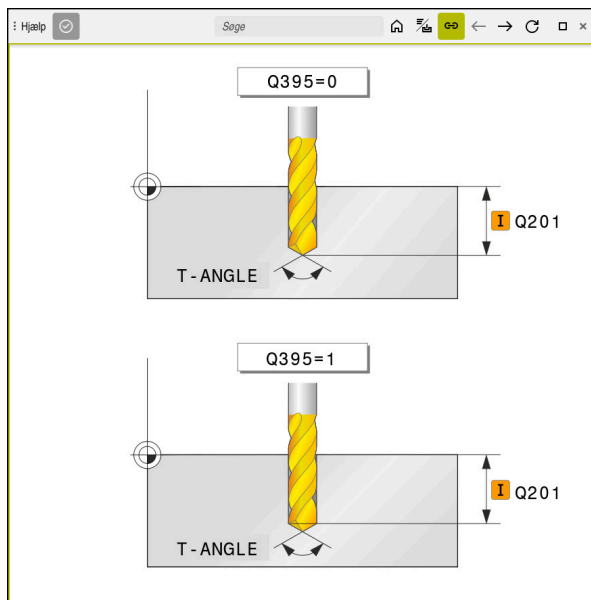 Hjælp
Søge
Q395=0
I Q201
T-ANGLE
Q395=1
I Q201
T-ANGLE